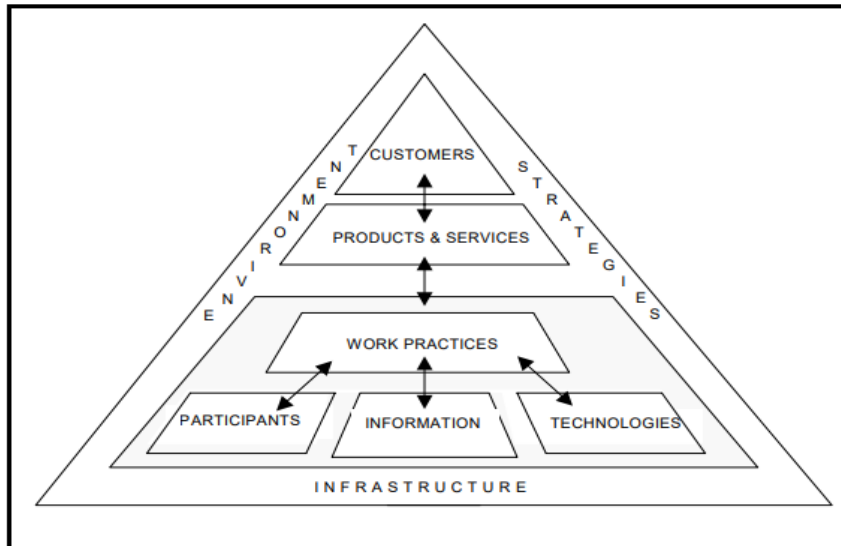 CUSTOMERS
ENVIRONMENT
STRATEGIES
PRODUCTS & SERVICES
WORK PRACTICES
PARTICIPANTS
INFORMATION
TECHNOLOGIES
INFRASTRUCTURE